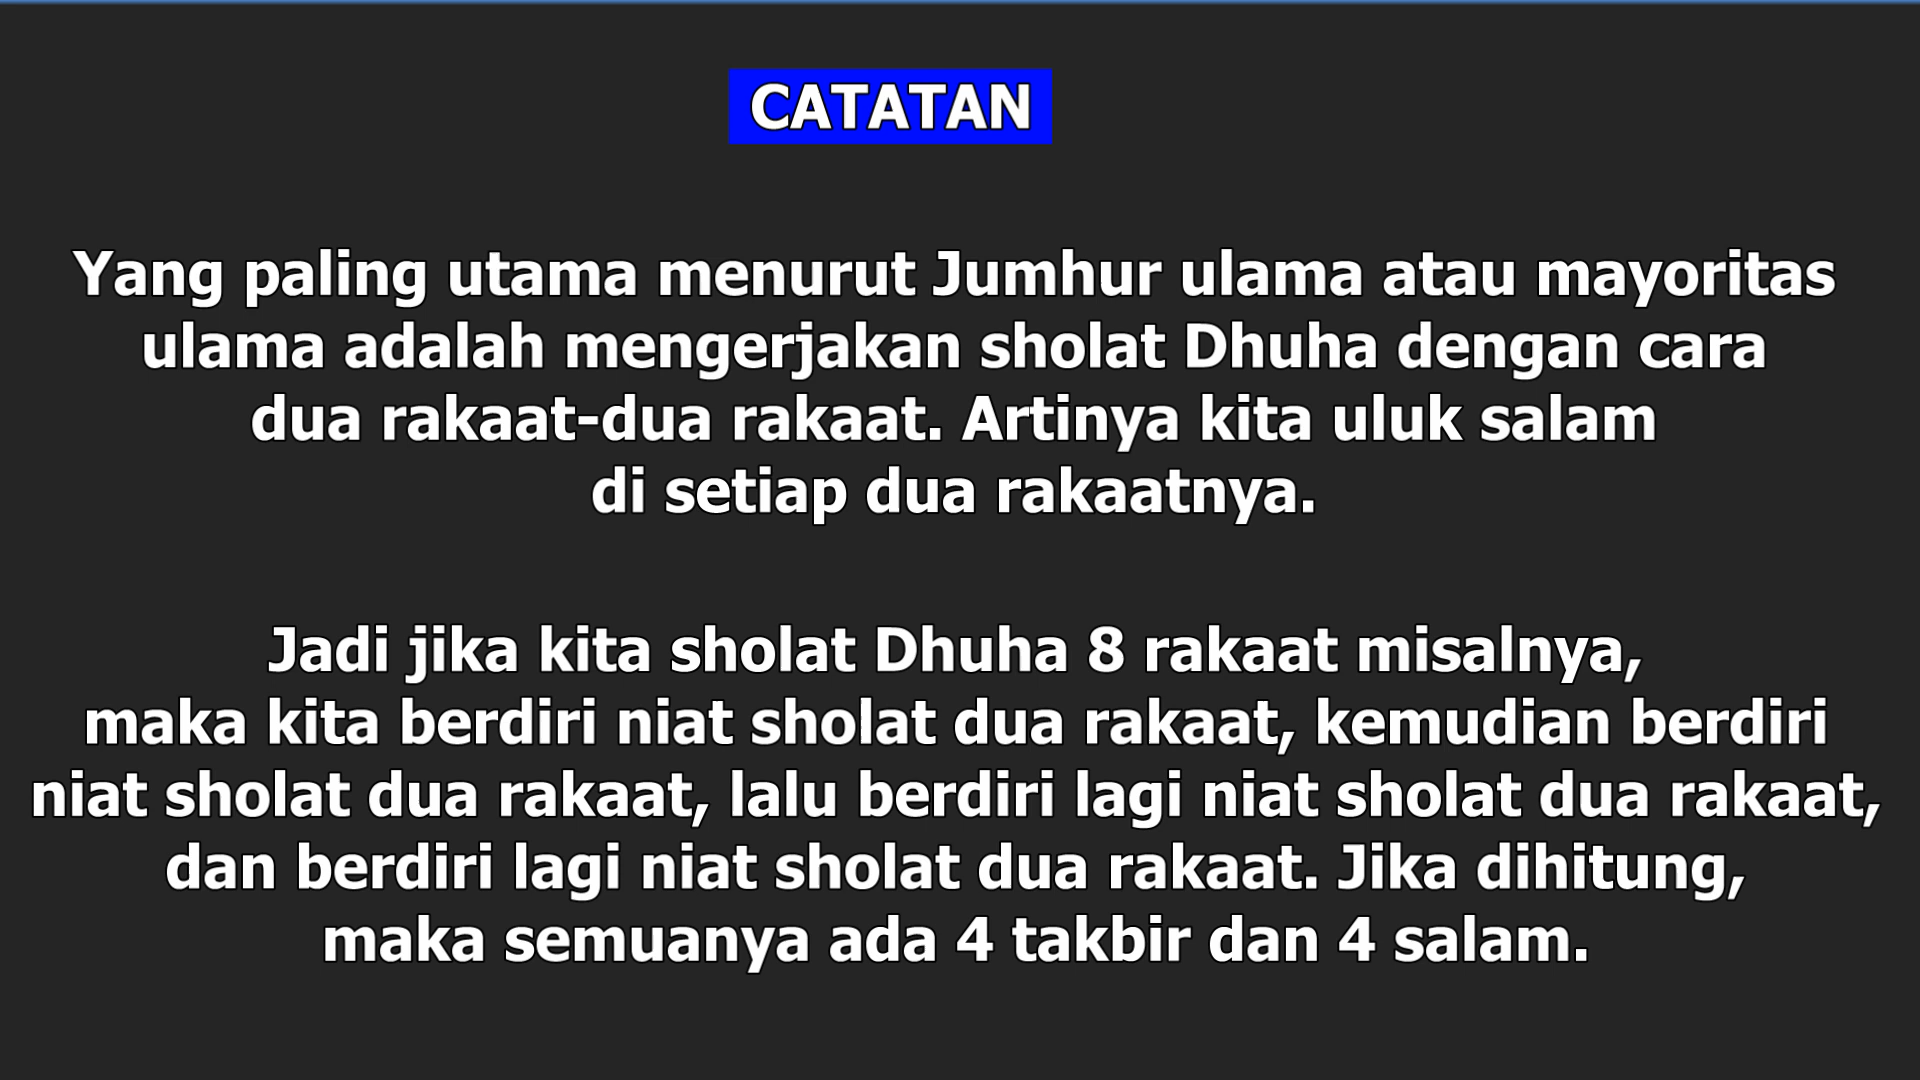 CATATAN
Yang paling utama menurut Jumhur ulama atau mayoritas
ulama adalah mengerjakan sholat Dhuha dengan cara
dua rakaat-dua rakaat. Artinya kita uluk salam
di setiap dua rakaatnya.
Jadi jika kita sholat Dhuha 8 rakaat misalnya,
maka kita berdiri niat sholat dua rakaat, kemudian berdiri
niat sholat dua rakaat, lalu berdiri lagi niat sholat dua rakaat,
dan berdiri lagi niat sholat dua rakaat. Jika dihitung,
maka semuanya ada 4 takbir dan 4 salam.